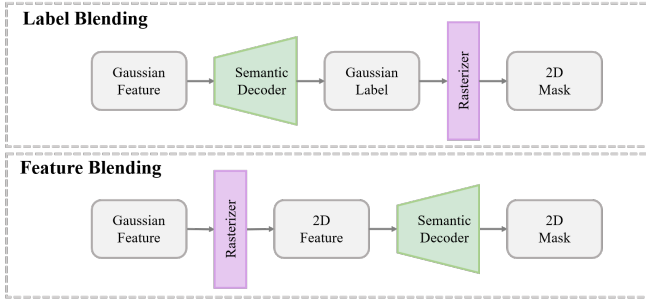 Label Blending
Gaussian
Feature
Semantic
Decoder
Gaussian
Label
Rasterizer
2D
Mask
Feature Blending
Gaussian
Feature
Rasterizer
2D
Feature
Semantic
Decoder
2D
Mask